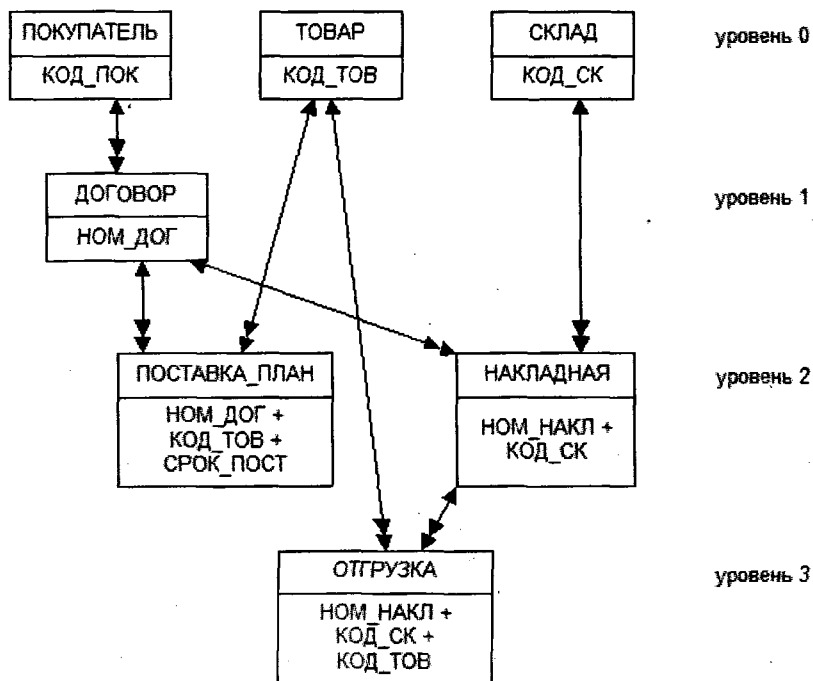 ПОКУПАТЕЛЬ
КОД_ПОК
ТОВАР
КОД_ТОВ
СКЛАД
КОД_СК
уровень 0
ДОГОВОР
НОМ_ДОГ
уровень 1
ПОСТАВКА_ПЛАН
НОМ_ДОГ +
КОД_ТОВ +
СРОК_ПОСТ
НАКЛАДНАЯ
НОМ_НАКЛ +
КОД_СК
уровень 2
ОТГРУЗКА
НОМ_НАКЛ +
КОД_СК +
КОД_ТОВ
уровень 3